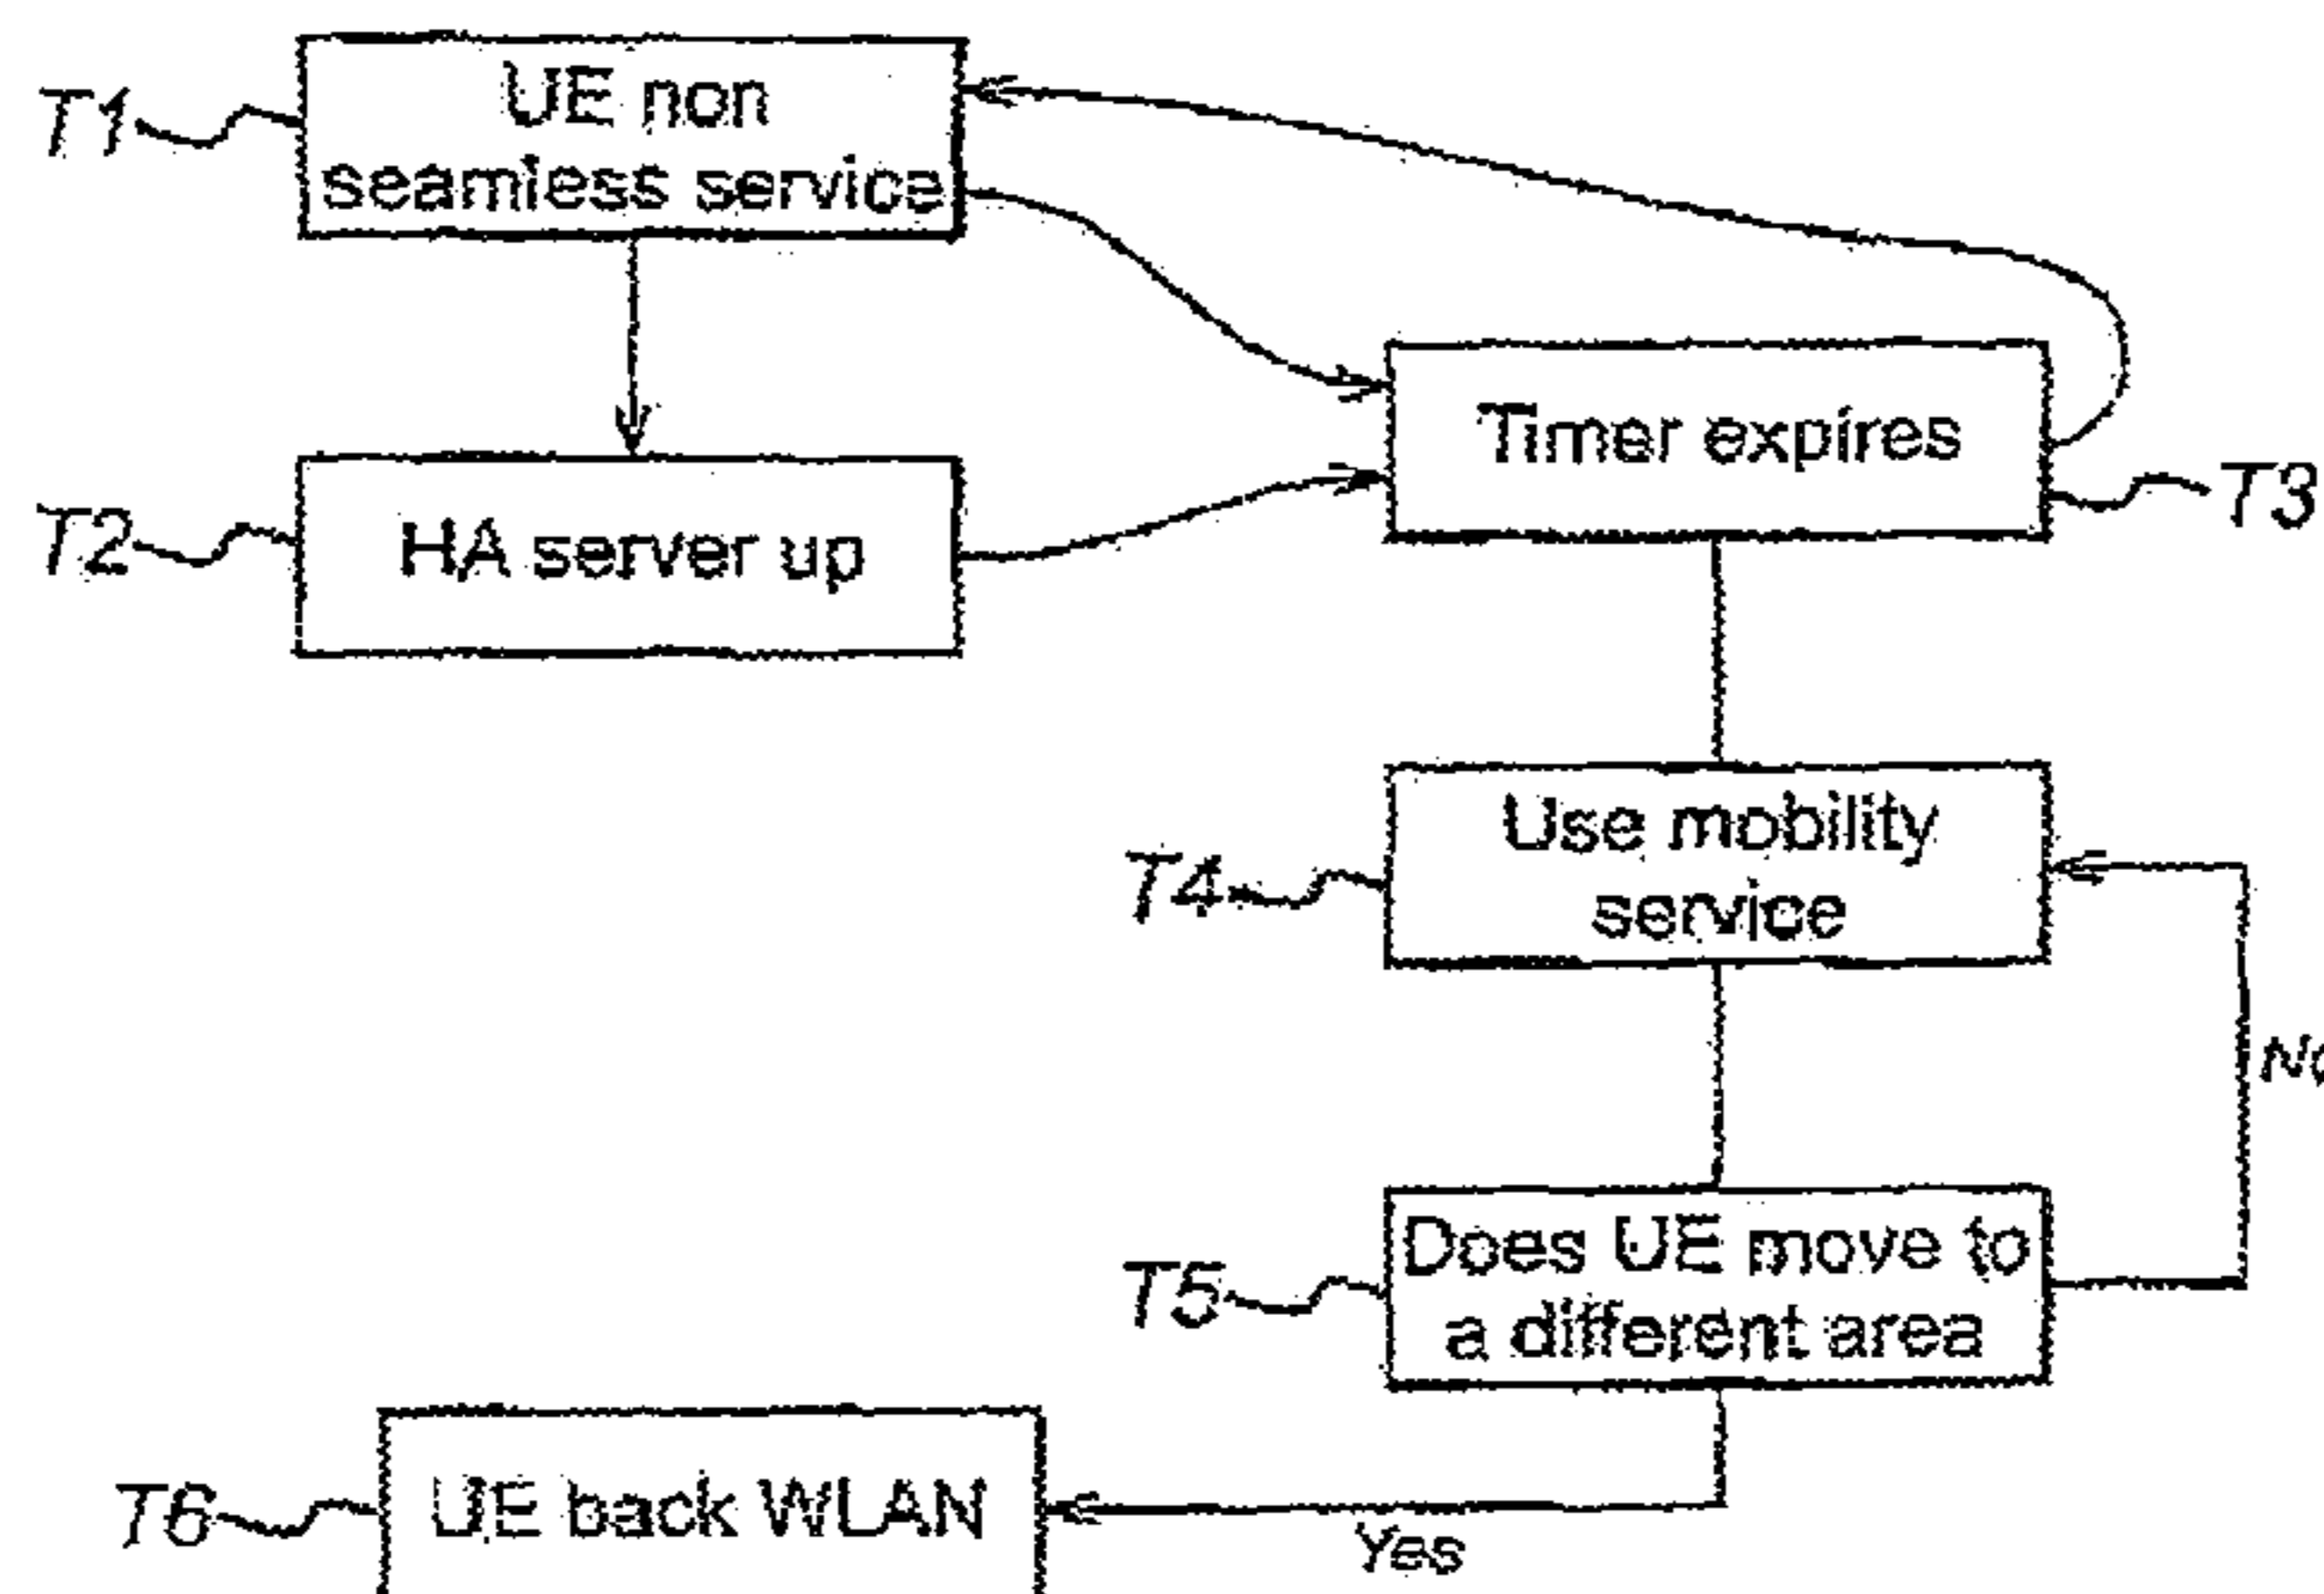 T1
UE non
seamless service
Timer expires
T3
T2
HA server up
Use mobility
service
T4
No
T5
Does UE move to
a different area
T6
UE back WLAN
Yes